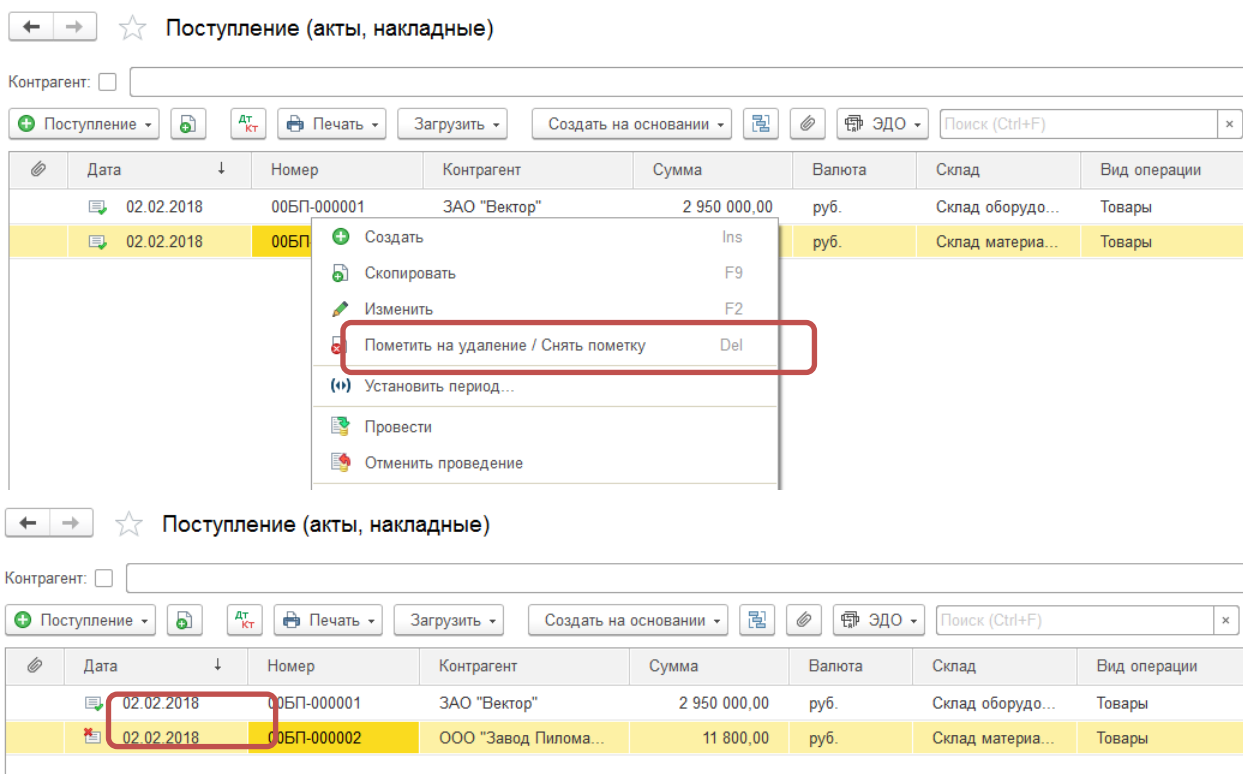 Поступление (акты, накладные)
Контрагент:
Поступление Дт Кт Печать Загрузить Создать на основании ЭДО Поиск (Ctrl+F) ×
Дата ↓ Номер Контрагент Сумма Валюта Склад Вид операции
02.02.2018 00БП-000001 ЗАО "Вектор" 2 950 000,00 руб. Склад оборудо... Товары
02.02.2018 00БП руб. Склад материа... Товары
Создать Ins
Скопировать F9
Изменить F2
Пометить на удаление / Снять пометку Del
Установить период...
Провести
Отменить проведение
Поступление (акты, накладные)
Контрагент:
Поступление Дт Кт Печать Загрузить Создать на основании ЭДО Поиск (Ctrl+F) ×
Дата ↓ Номер Контрагент Сумма Валюта Склад Вид операции
02.02.2018 00БП-000001 ЗАО "Вектор" 2 950 000,00 руб. Склад оборудо... Товары
02.02.2018 00БП-000002 ООО "Завод Пилома... 11 800,00 руб. Склад материа... Товары